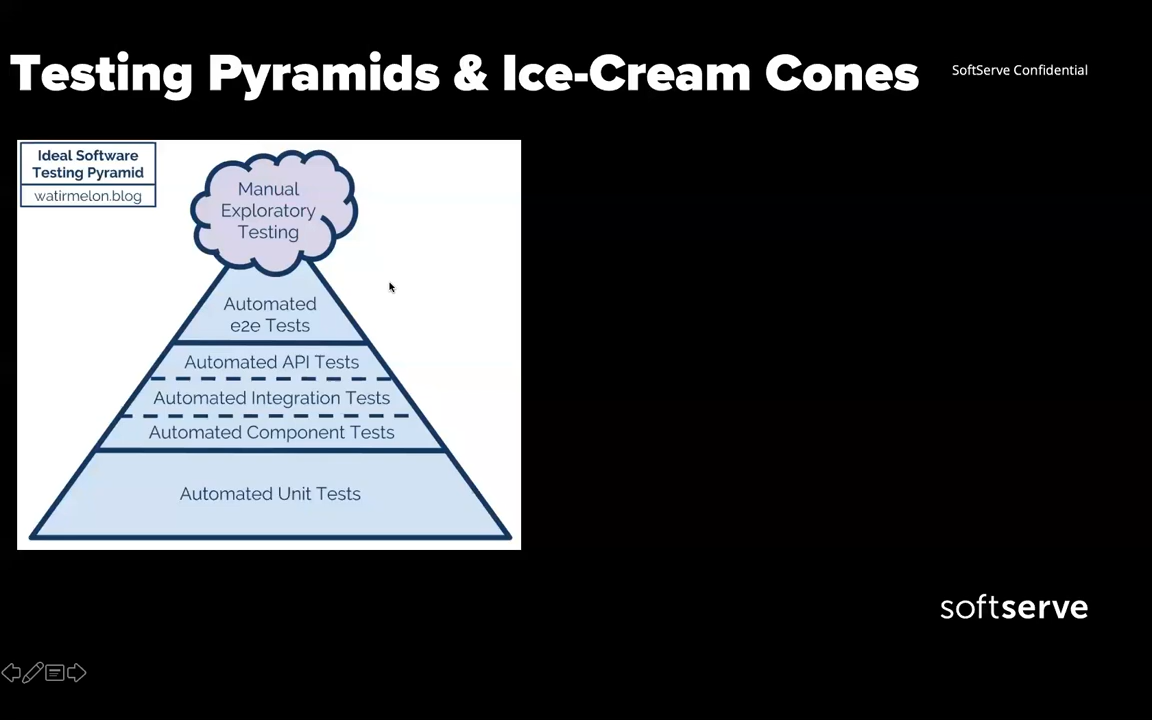 Testing Pyramids & Ice-Cream Cones
SoftServe Confidential
Ideal Software
Testing Pyramid
watirmelon.blog
Manual
Exploratory
Testing
Automated
e2e Tests
Automated API Tests
Automated Integration Tests
Automated Component Tests
Automated Unit Tests
softserve